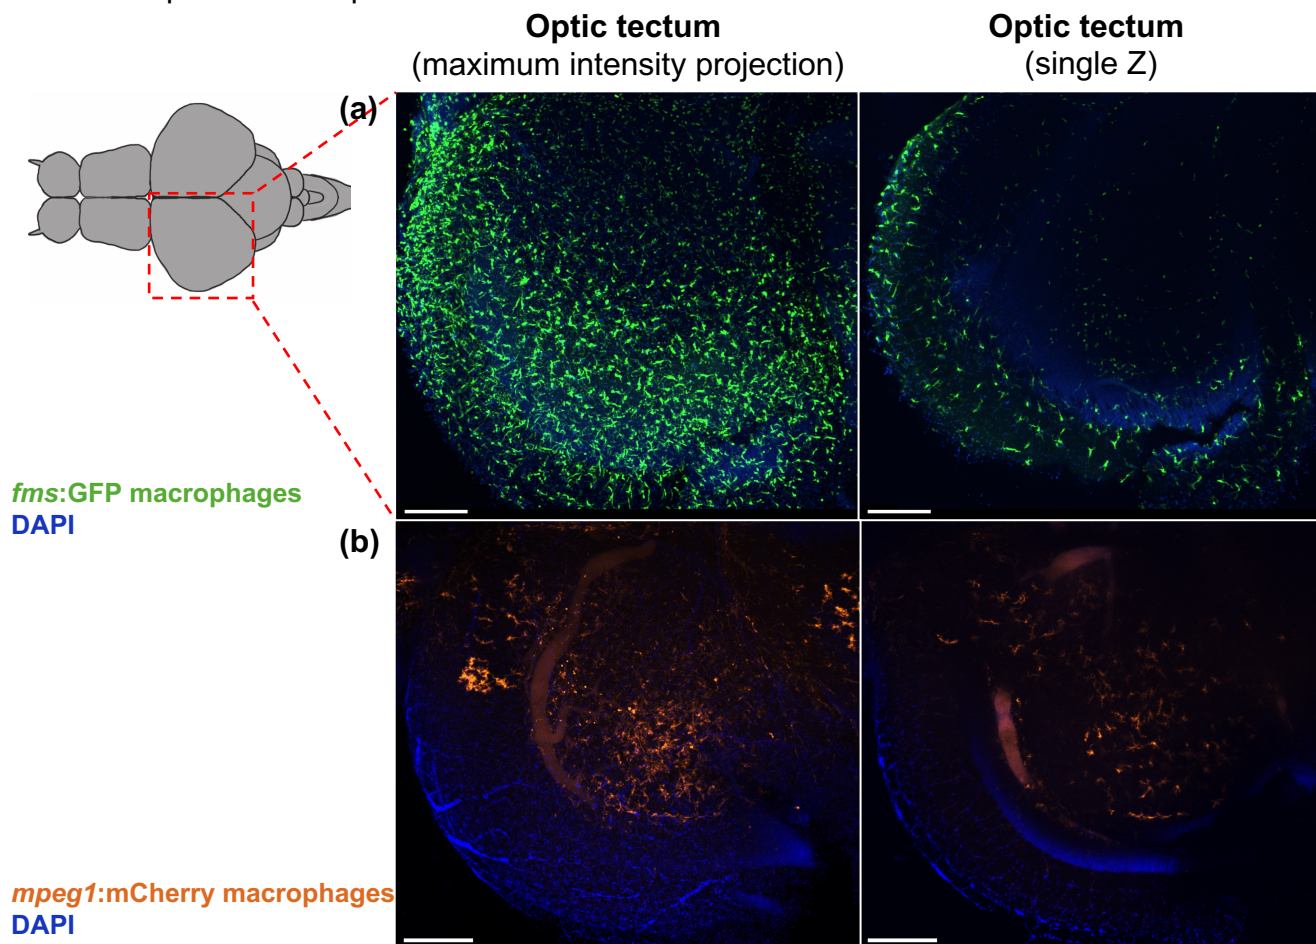 Optic tectum
(maximum intensity projection)
Optic tectum
(single Z)
(a)
fms:GFP macrophages
DAPI
(b)
mpeg1:mCherry macrophages
DAPI